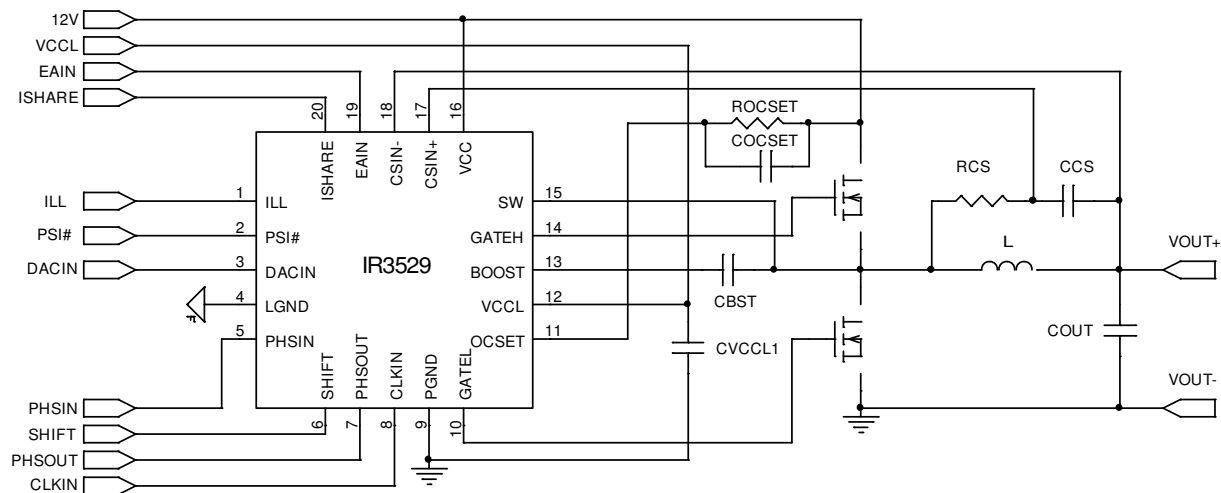 12V
VCCL
EAIN
ISHARE
20
19
18
17
16
ISHARE
EAIN
CSIN-
CSIN+
VCC
ROCSET
COCSET
RCS
CCS
ILL
PSI#
DACIN
1
2
3
4
5
ILL
PSI#
DACIN
LGND
PHSIN
IR3529
SW
GATEH
BOOST
VCCL
OCSET
15
14
13
12
11
CBST
L
VOUT+
COUT
CVCCL1
VOUT-
SHIFT
PHSOUT
CLKIN
PGND
GATEL
6
7
8
9
10
PHSIN
SHIFT
PHSOUT
CLKIN